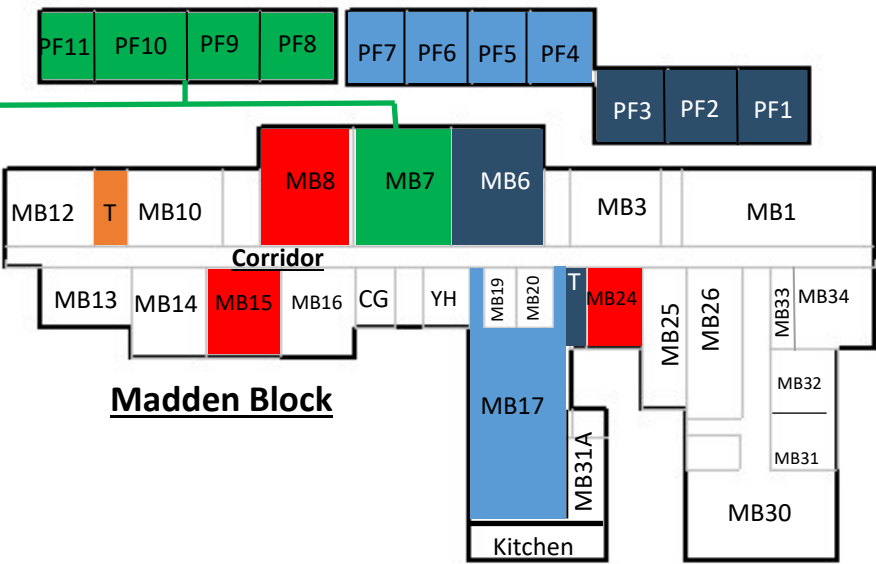 PF11 PF10 PF9 PF8 PF7 PF6 PF5 PF4
PF3 PF2 PF1
MB12 T MB10 MB8 MB7 MB6 MB3 MB1
Corridor
MB13 MB14 MB15 MB16 CG YH MB19 MB20 T MB24 MB25 MB26 MB33 MB34
Madden Block
MB17 MB32
MB31A MB31
MB30
Kitchen